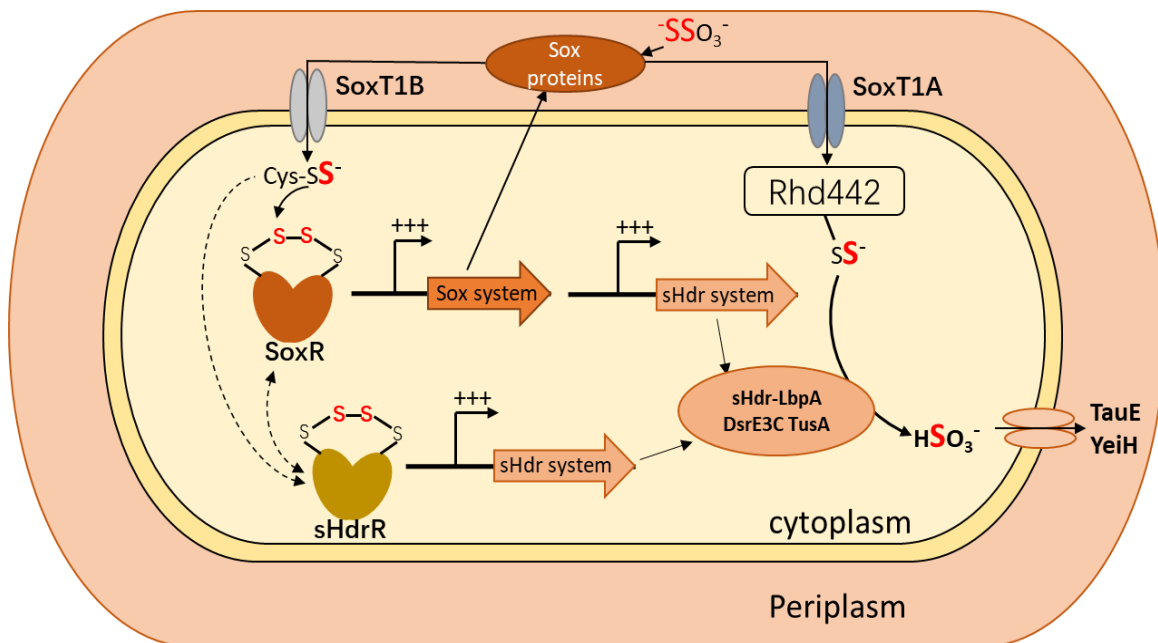 -SSO3-
Sox
proteins
SoxT1B
SoxT1A
Cys-SS-
Rhd442
S S S S
+++
+++
SS-
Sox system
sHdr system
SoxR
sHdr-LbpA
DsrE3C TusA
S S S S
+++
HSO3-
TauE
YeiH
sHdr system
sHdrR
cytoplasm
Periplasm